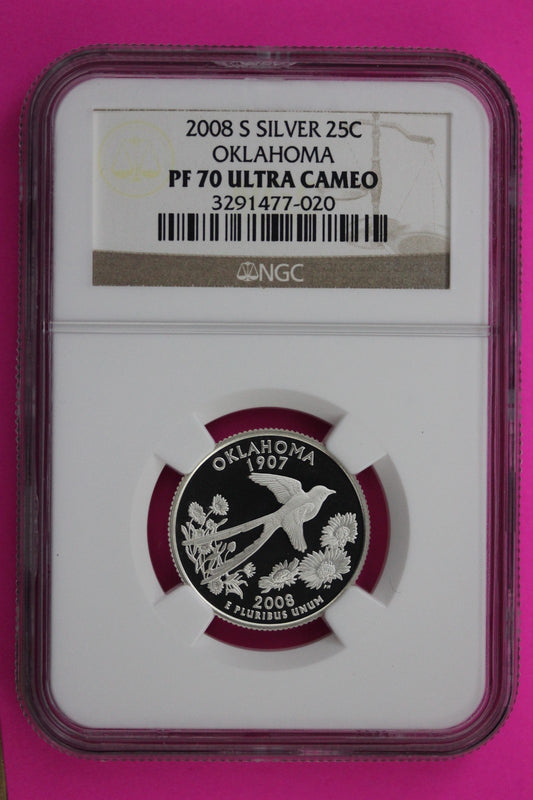 2008 S SILVER 25C
OKLAHOMA
PF 70 ULTRA CAMEO
3291477-020
NGC
OKLAHOMA
1907
2008
E PLURIBUS UNUM